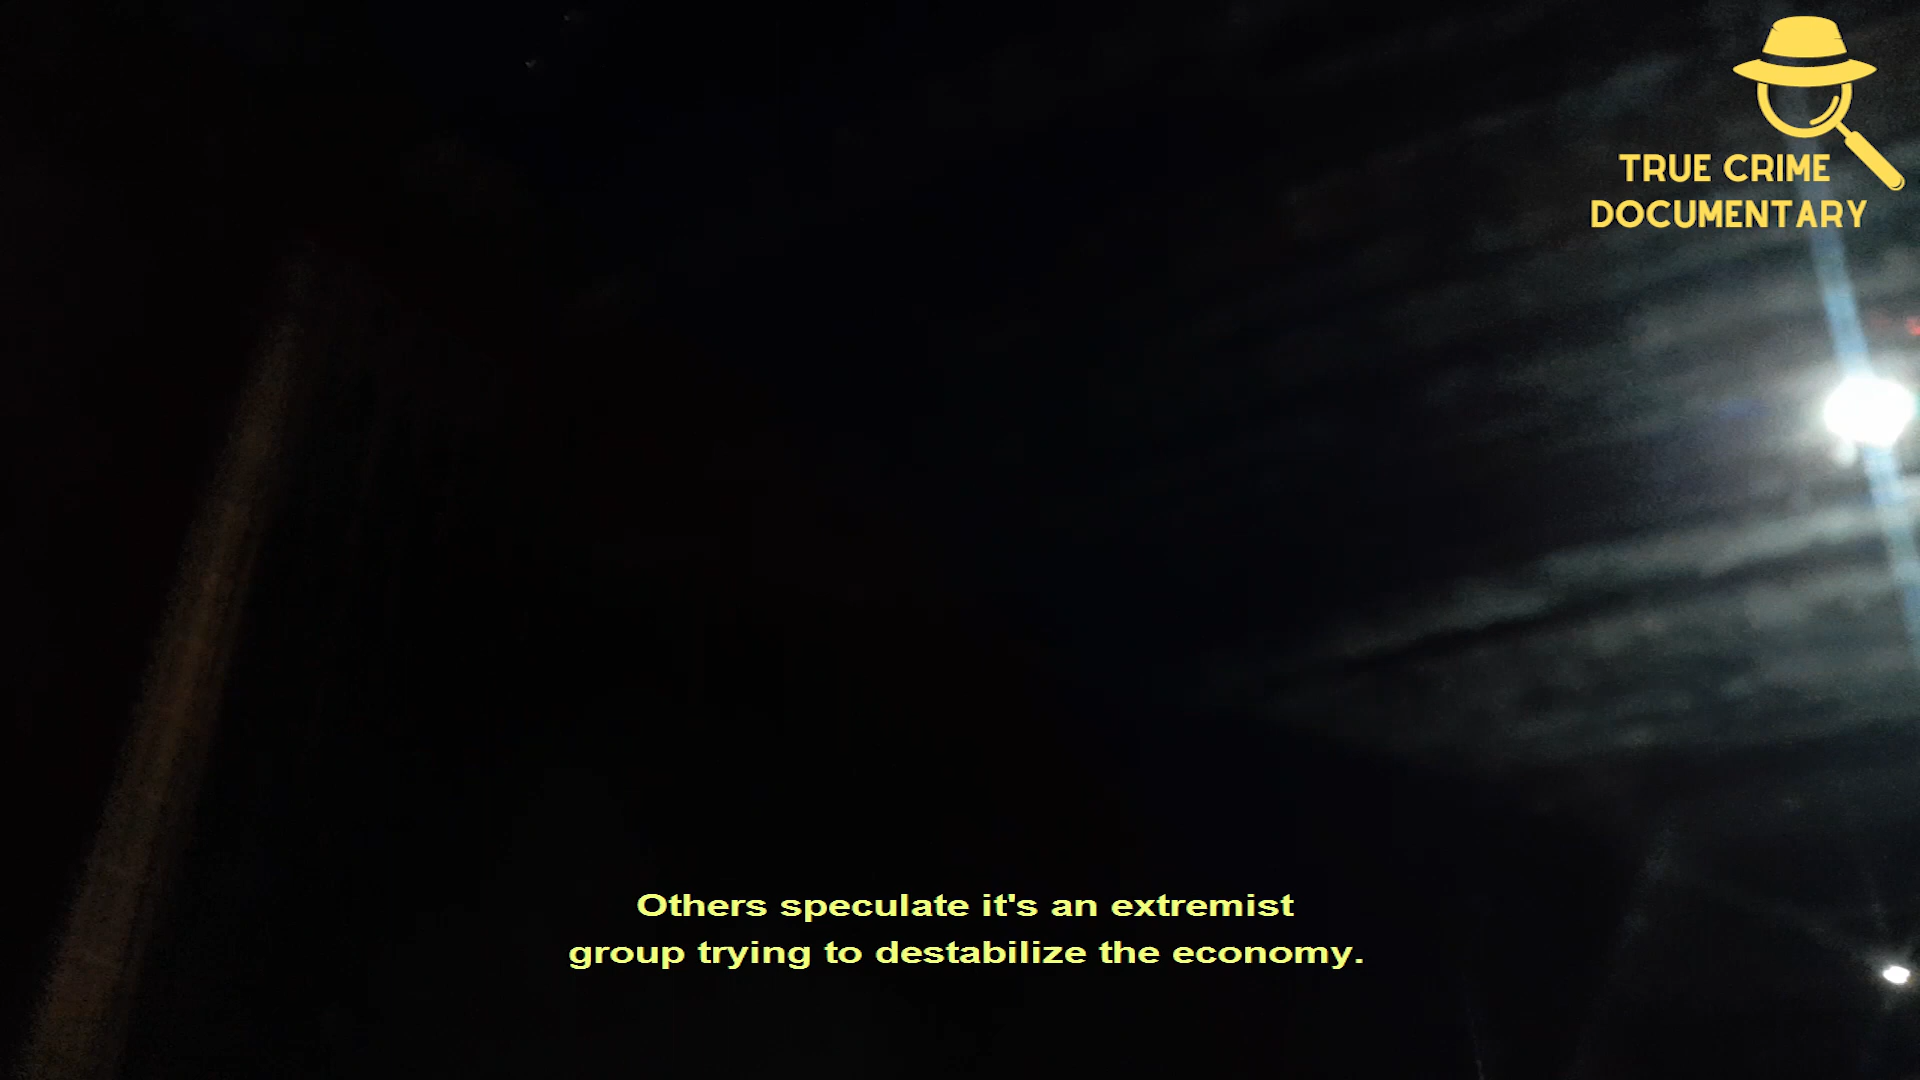 TRUE CRIME
DOCUMENTARY
Others speculate it's an extremist
group trying to destabilize the economy.